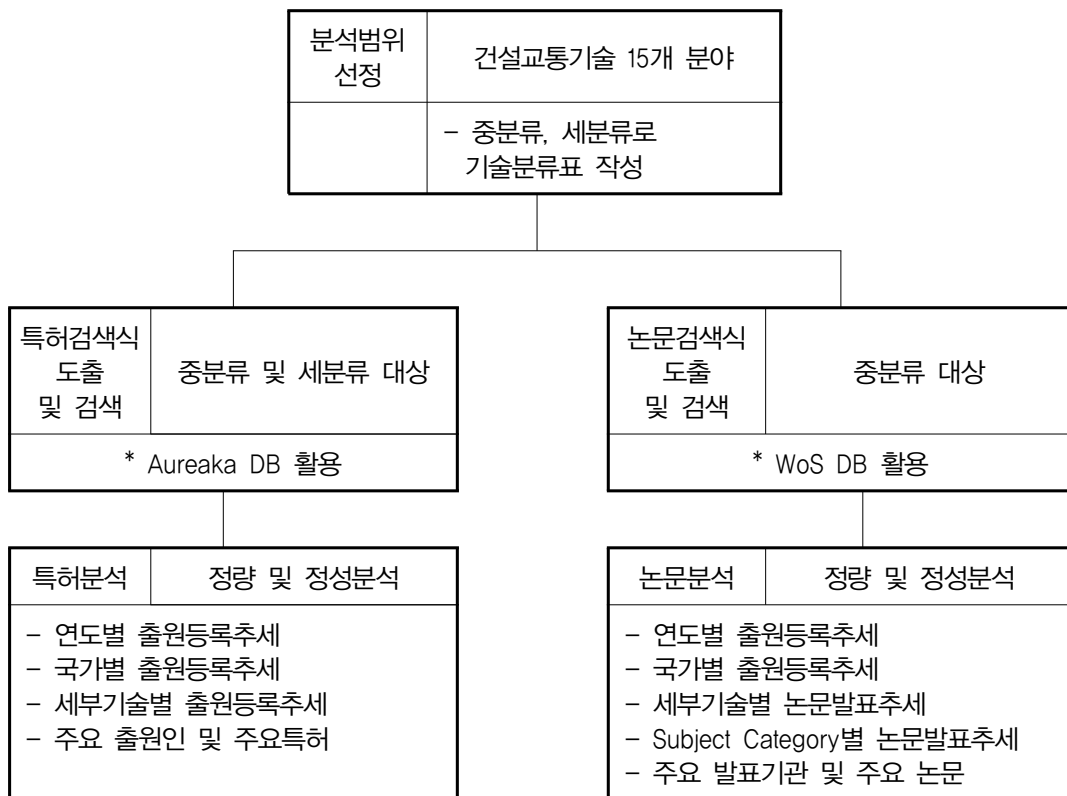 분석범위
선정
건설교통기술 15개 분야
- 중분류, 세분류로
기술분류표 작성
특허검색식
도출
및 검색
중분류 및 세분류 대상
* Aureaka DB 활용
논문검색식
도출
및 검색
중분류 대상
* WoS DB 활용
특허분석
정량 및 정성분석
- 연도별 출원등록추세
- 국가별 출원등록추세
- 세부기술별 출원등록추세
- 주요 출원인 및 주요특허
논문분석
정량 및 정성분석
- 연도별 출원등록추세
- 국가별 출원등록추세
- 세부기술별 논문발표추세
- Subject Category별 논문발표추세
- 주요 발표기관 및 주요 논문